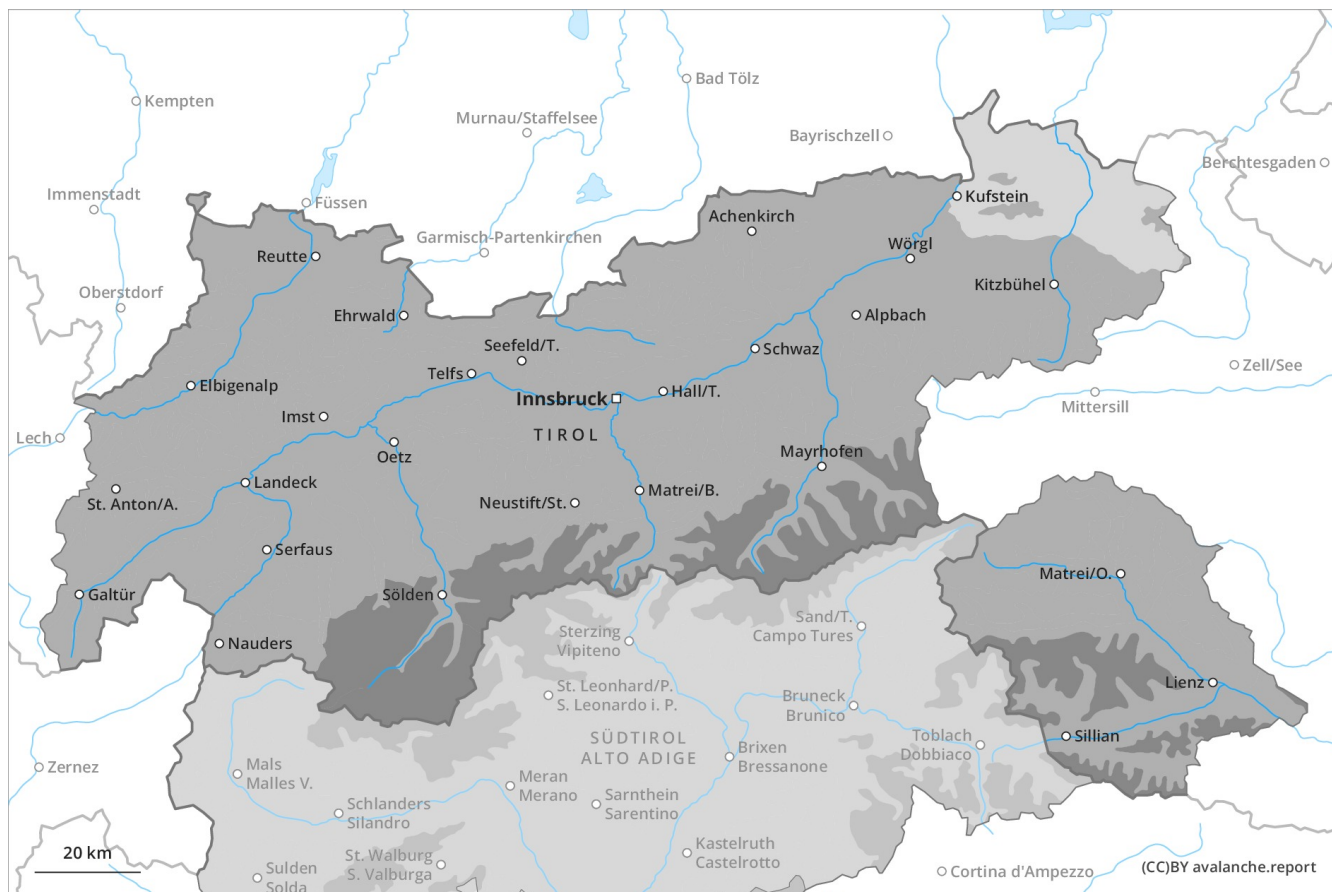 Kempten
Bad Tölz
Murnau/Staffelsee
Bayrischzell
Berchtesgaden
Immenstadt
Füssen
Kufstein
Achenkirch
Garmisch-Partenkirchen
Wörgl
Reutte
Kitzbühel
Oberstdorf
Ehrwald
Alpbach
Seefeld/T.
Schwaz
Zell/See
Telfs
Elbigenalp
Hall/T.
Innsbruck
Mittersill
Imst
TIROL
Lech
Oetz
Mayrhofen
Landeck
Matrei/B.
St. Anton/A.
Neustift/St.
Serfaus
Matrei/O.
Galtür
Sölden
Sand/T.
Campo Tures
Sterzing
Vipiteno
Nauders
Lienz
St. Leonhard/P.
S. Leonardo i. P.
Bruneck
Brunico
SÜDTIROL
ALTO ADIGE
Toblach
Dobbiaco
Sillian
Brixen
Bressanone
Mals
Malles V.
Zernez
Meran
Merano
Sarnthein
Sarentino
Schlanders
Silandro
Kastelruth
Castelrotto
20 km
St. Walburg
S. Valburga
Sulden
Solda
Cortina d'Ampezzo
(CC)BY avalanche.report